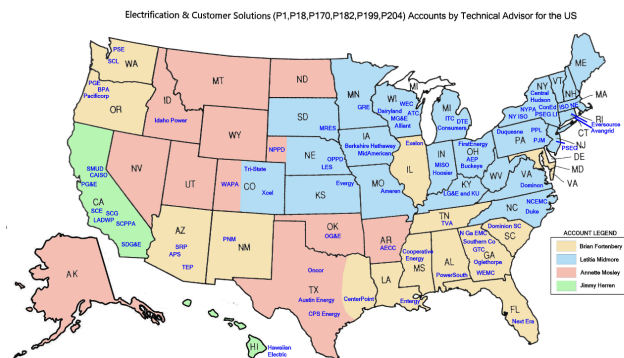 Electrification & Customer Solutions (P1,P18,P170,P182,P199,P204) Accounts by Technical Advisor for the US
PSE
SCL
WA
PGE
BPA
Pacificorp
OR
ID
Idaho Power
MT
ND
MN
GRE
WY
SD
MRES
WI
WEC
Dairyland
ATC
MG&E
Alliant
MI
MI
ITC
DTE
Consumers
ME
VT
NH
MA
NY
Central
Hudson
NYPA
ConEd
ISO NE
NY ISO
PSEG LI
RI
Eversource
Avangrid
CT
NJ
PSEG
DE
MD
VA
Duquesne
PPL
PA
PJM
NV
UT
SMUD
CAISO
PG&E
CA
SCE
SCG
LADWP
SCPPA
SDG&E
WAPA
Tri-State
CO
Xcel
NPPD
NE
OPPD
LES
IA
Berkshire Hathaway
MidAmerican
KS
Evergy
MO
Ameren
IL
Exelon
IN
MISO
Hoosier
FirstEnergy
OH
AEP
Buckeye
KY
LG&E and KU
WV
VA
Dominon
NCEMC
NC
Duke
TN
TVA
AZ
SRP
APS
TEP
PNM
NM
OK
OG&E
AR
AECC
Oncor
TX
Austin Energy
CPS Energy
CenterPoint
LA
Entergy
Cooperative
Energy
MS
AL
PowerSouth
N Ga EMC
Southern Co
GTC
GA
Oglethorpe
WEMC
Dominion SC
SC
FL
Next Era
AK
HI
Hawaiian
Electric
ACCOUNT LEGEND
Brian Fortenbery
Letitia Midmore
Annette Mosley
Jimmy Herren